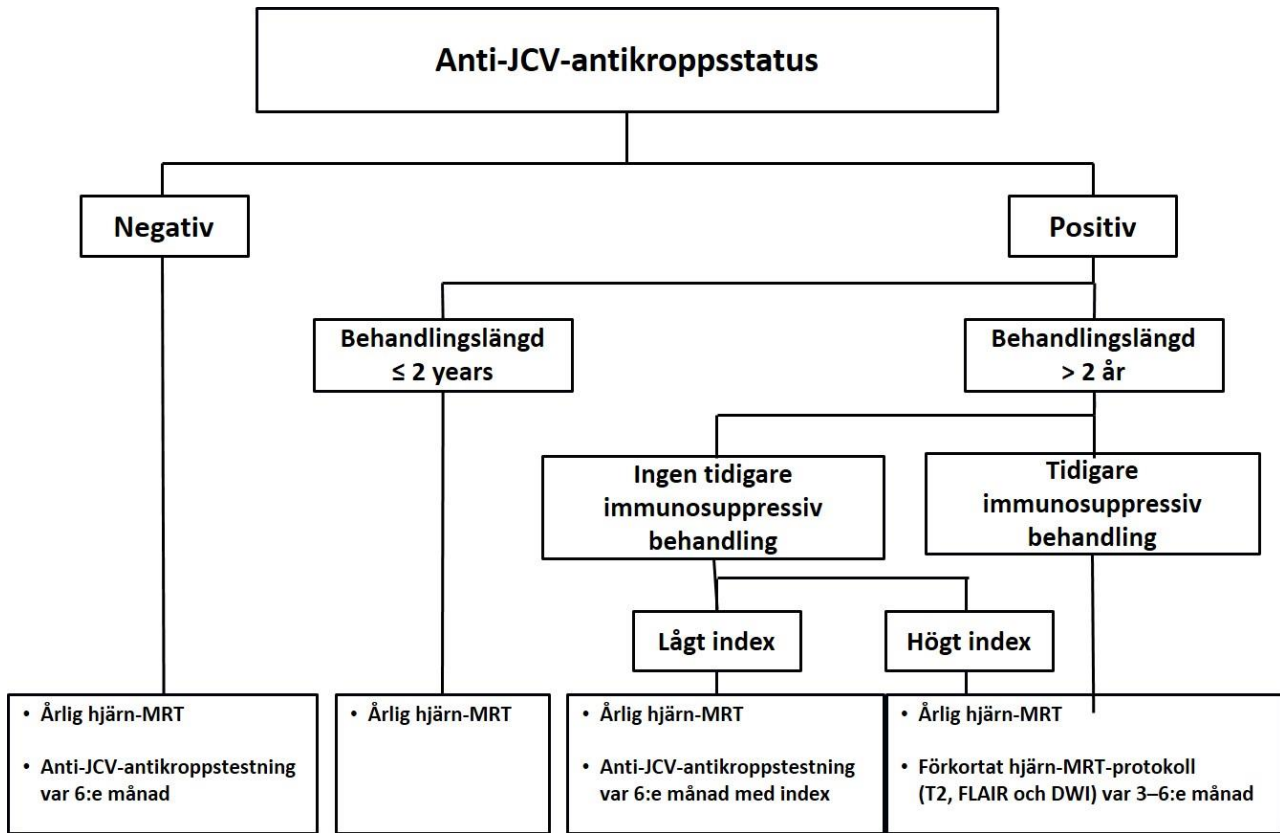 Anti-JCV-antikroppsstatus
Negativ
Positiv
Behandlingslängd
≤ 2 years
Behandlingslängd
> 2 år
Ingen tidigare
immunosuppressiv
behandling
Tidigare
immunosuppressiv
behandling
Lågt index
Högt index
• Årlig hjärn-MRT
• Anti-JCV-antikroppstestning
var 6:e månad
• Årlig hjärn-MRT
• Årlig hjärn-MRT
• Anti-JCV-antikroppstestning
var 6:e månad med index
• Årlig hjärn-MRT
• Förkortat hjärn-MRT-protokoll
(T2, FLAIR och DWI) var 3–6:e månad